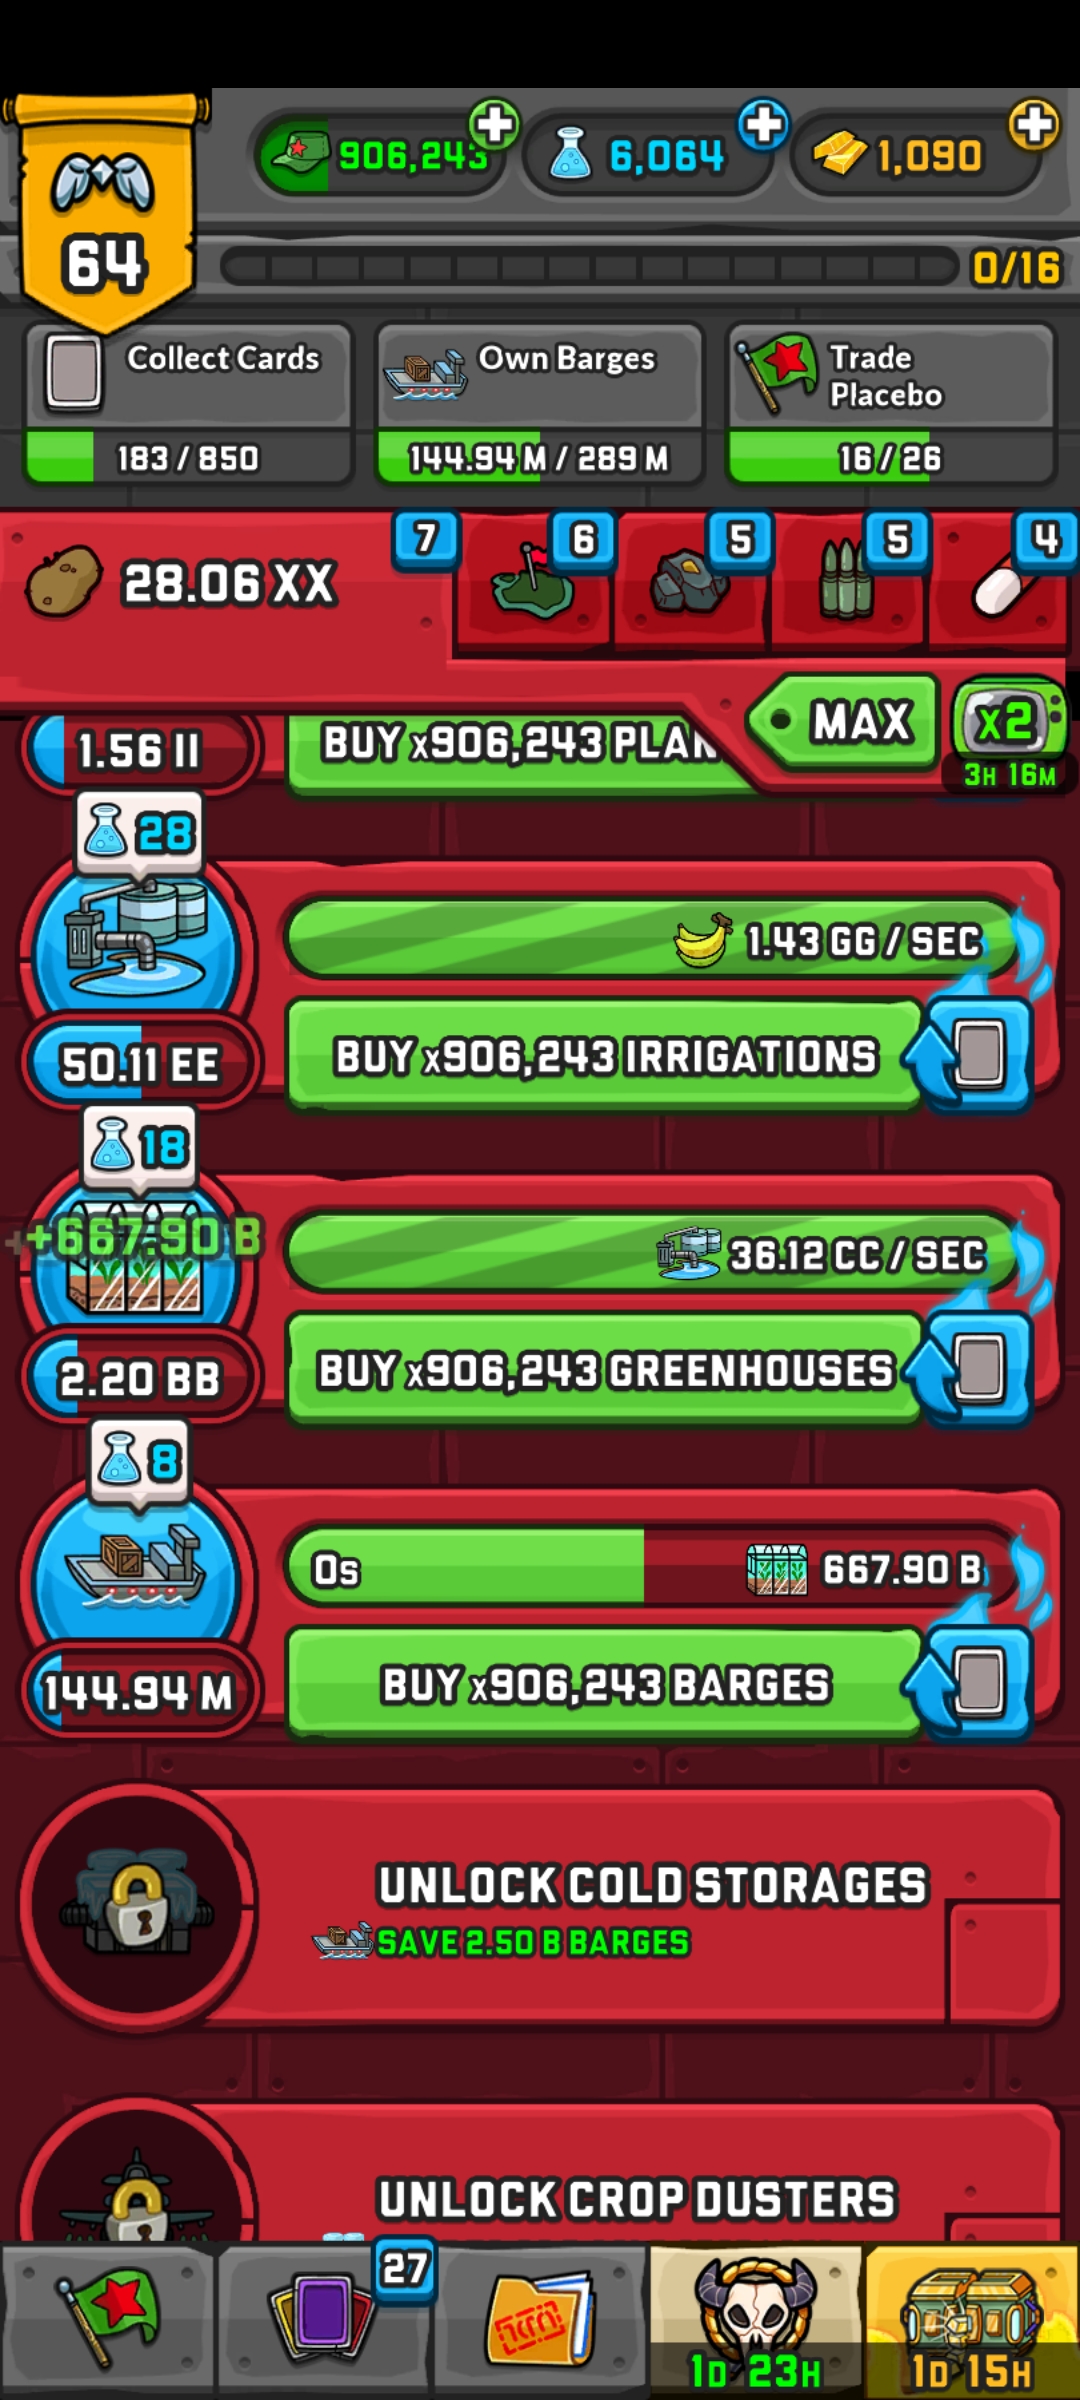 906,243
6,064
1,090
64
0/16
Collect Cards
183 / 850
Own Barges
144.94 M / 289 M
Trade
Placebo
16 / 26
28.06 XX
7
6
5
5
4
MAX
x2
3H 16M
1.56 II
BUY x906,243 PLAN
28
1.43 GG / SEC
50.11 EE
BUY x906,243 IRRIGATIONS
18
+667.90 B
36.12 CC / SEC
2.20 BB
BUY x906,243 GREENHOUSES
8
0s
667.90 B
144.94 M
BUY x906,243 BARGES
UNLOCK COLD STORAGES
SAVE 2.50 B BARGES
UNLOCK CROP DUSTERS
27
1D 23H
1D 15H